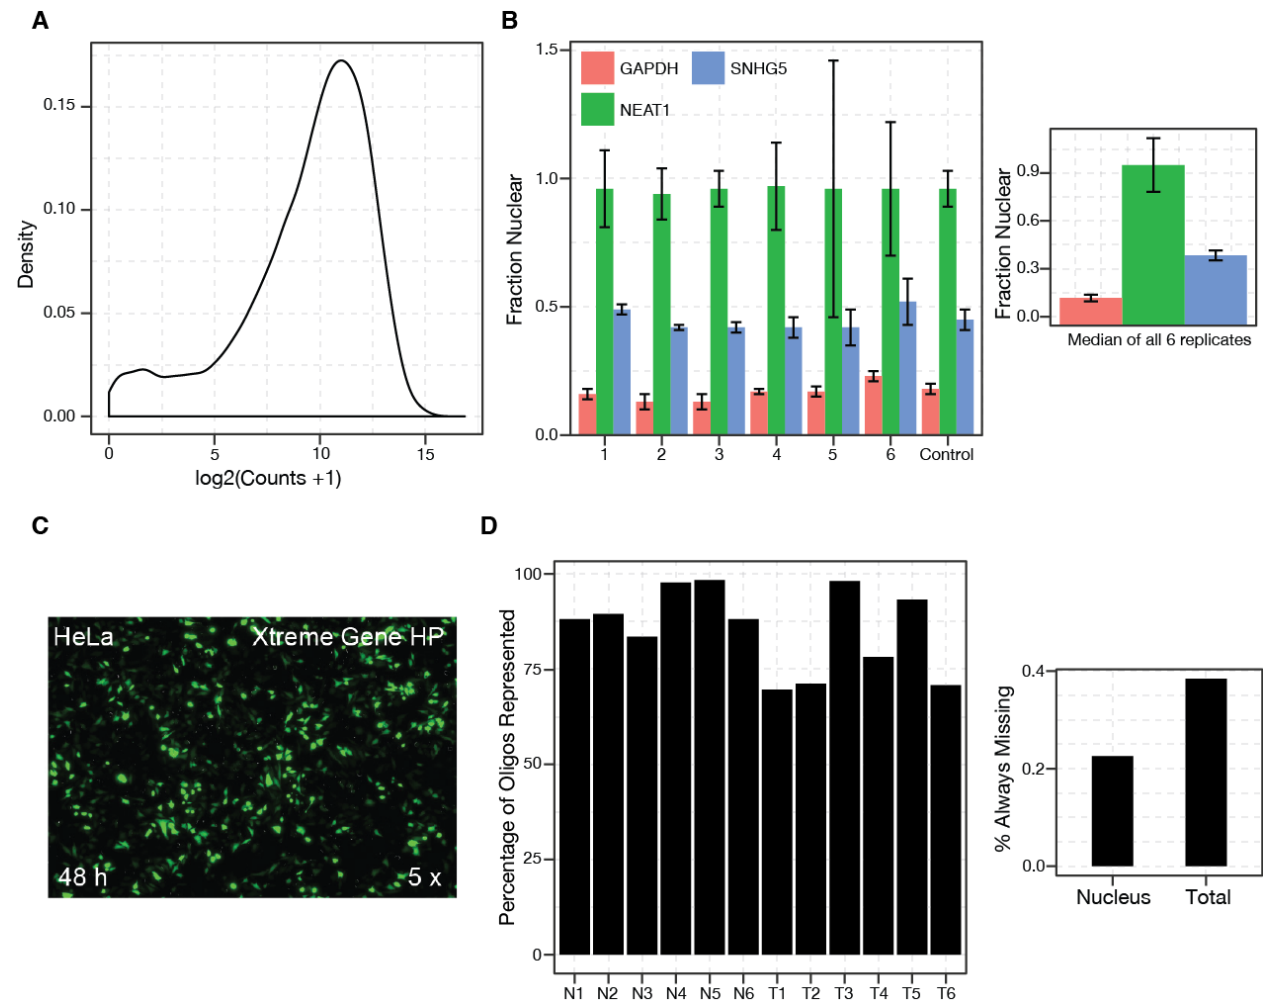 A
0.15
0.10
0.05
0.00
Density
0 5 10 15
log2(Counts +1)
B
1.5
1.0
0.5
0.0
Fraction Nuclear
GAPDH SNHG5
NEAT1
1 2 3 4 5 6 Control
0.9
0.6
0.3
0.0
Fraction Nuclear
Median of all 6 replicates
C
HeLa Xtreme Gene HP
48 h 5 x
D
100
75
50
25
0
Percentage of Oligos Represented
N1 N2 N3 N4 N5 N6 T1 T2 T3 T4 T5 T6
0.4
0.2
0.0
% Always Missing
Nucleus Total